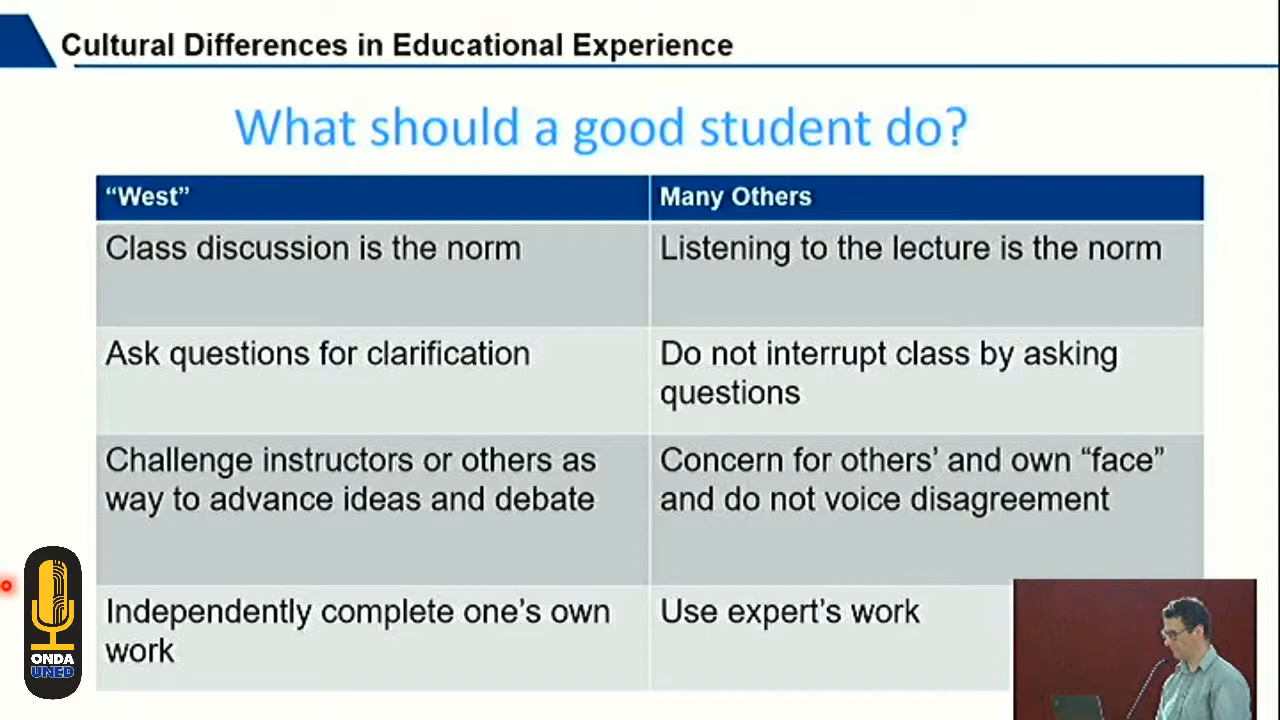 Cultural Differences in Educational Experience
What should a good student do?
“West”
Many Others
Class discussion is the norm
Listening to the lecture is the norm
Ask questions for clarification
Do not interrupt class by asking
questions
Challenge instructors or others as
way to advance ideas and debate
Concern for others’ and own “face”
and do not voice disagreement
Independently complete one’s own
work
Use expert’s work
ONDA
UNED